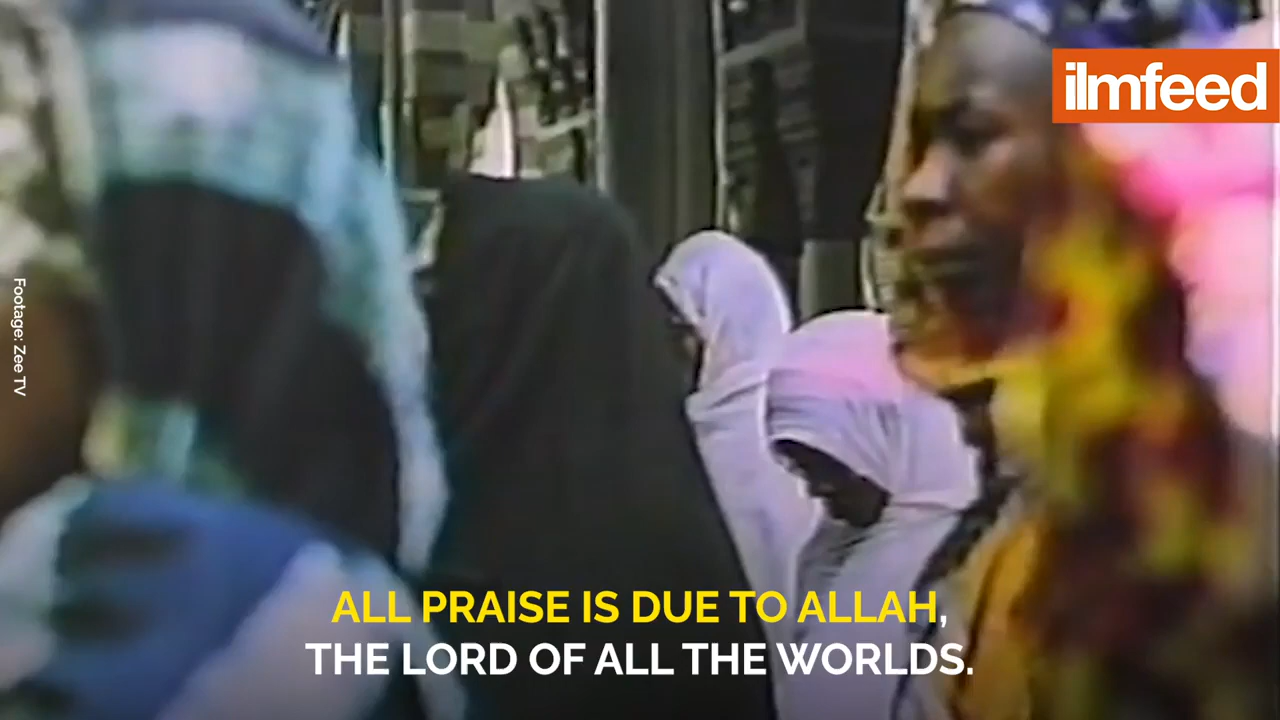 ilmfeed
Footage: Zee TV
ALL PRAISE IS DUE TO ALLAH,
THE LORD OF ALL THE WORLDS.